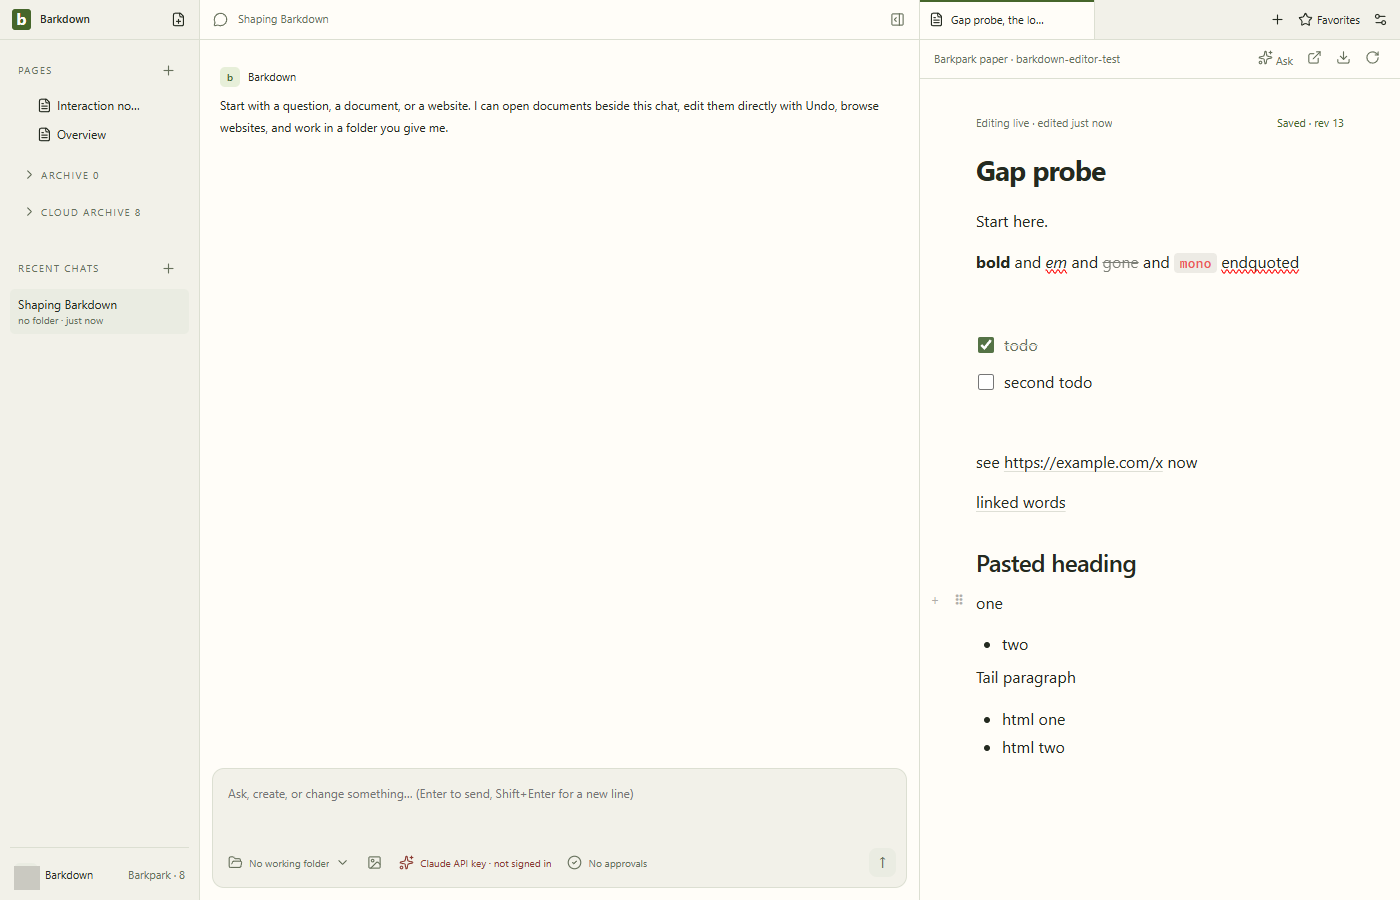 b Barkdown
PAGES
Interaction no...
Overview
ARCHIVE 0
CLOUD ARCHIVE 8
RECENT CHATS
Shaping Barkdown
no folder · just now
Barkdown
Barkpark · 8
Shaping Barkdown
b Barkdown
Start with a question, a document, or a website. I can open documents beside this chat, edit them directly with Undo, browse
websites, and work in a folder you give me.
Ask, create, or change something... (Enter to send, Shift+Enter for a new line)
No working folder
Claude API key · not signed in
No approvals
Gap probe, the lo...
Favorites
Barkpark paper · barkdown-editor-test
Ask
Editing live · edited just now
Saved · rev 13
Gap probe
Start here.
bold and em and gone and mono endquoted
todo
second todo
see https://example.com/x now
linked words
Pasted heading
one
• two
Tail paragraph
• html one
• html two